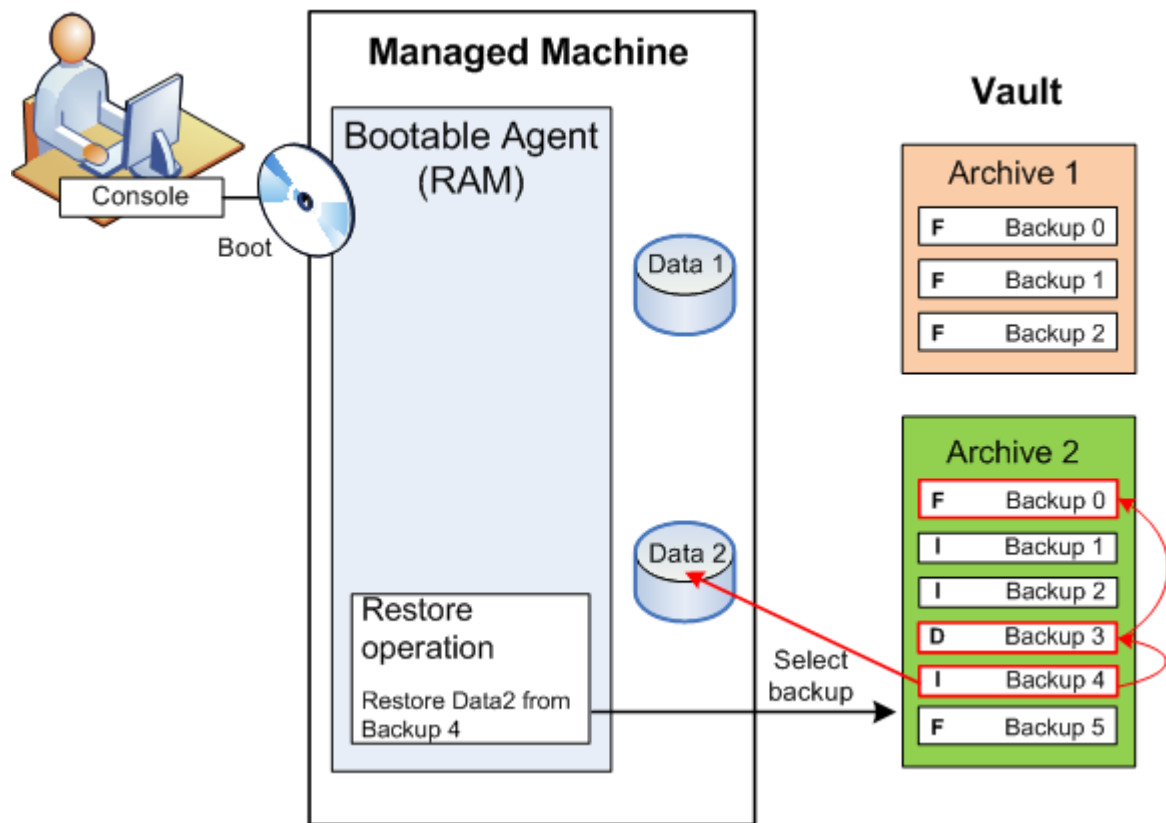 Managed Machine
Bootable Agent
(RAM)
Console
Boot
Data 1
Data 2
Restore
operation
Restore Data2 from
Backup 4
Select
backup
Vault
Archive 1
F Backup 0
F Backup 1
F Backup 2
Archive 2
F Backup 0
I Backup 1
I Backup 2
D Backup 3
I Backup 4
F Backup 5